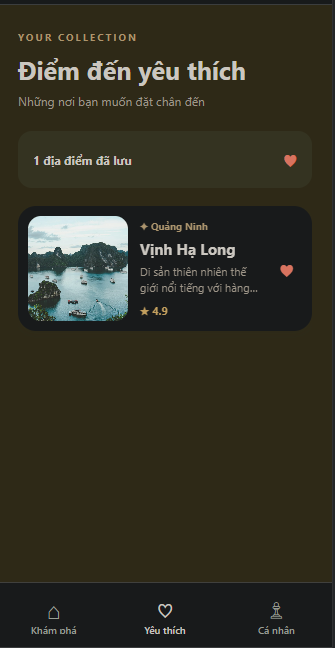 YOUR COLLECTION
Điểm đến yêu thích
Những nơi bạn muốn đặt chân đến
1 địa điểm đã lưu
✦ Quảng Ninh
Vịnh Hạ Long
Di sản thiên nhiên thế
giới nổi tiếng với hàng...
★ 4.9
Khám phá
Yêu thích
Cá nhân